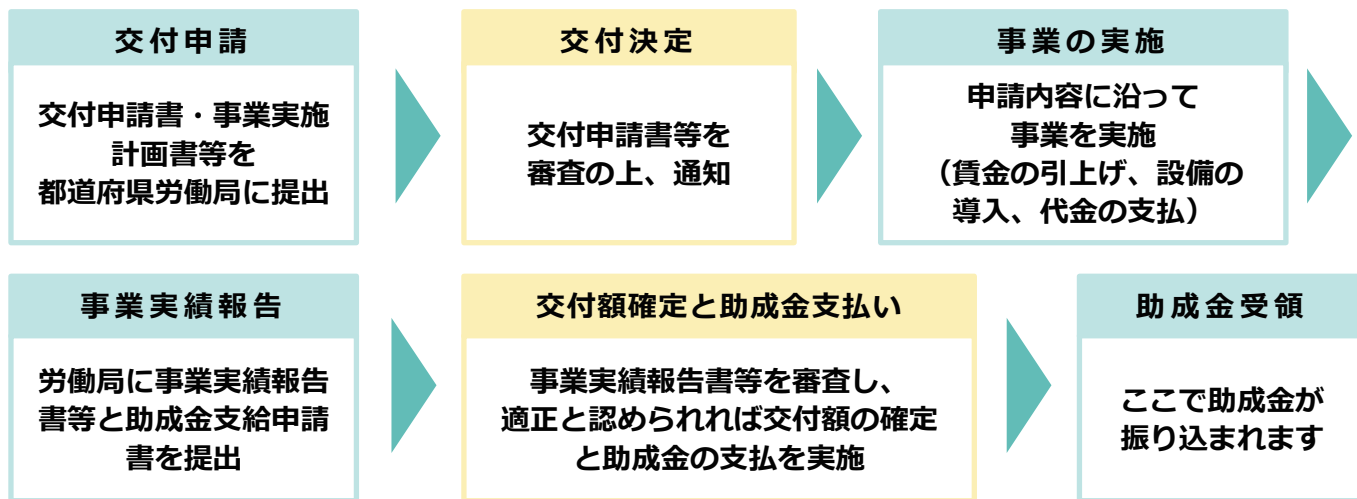 交付申請
交付申請書・事業実施
計画書等を
都道府県労働局に提出
交付決定
交付申請書等を
審査の上、通知
事業の実施
申請内容に沿って
事業を実施
（賃金の引上げ、設備の
導入、代金の支払）
事業実績報告
労働局に事業実績報告
書等と助成金支給申請
書を提出
交付額確定と助成金支払い
事業実績報告書等を審査し、
適正と認められれば交付額の確定
と助成金の支払を実施
助成金受領
ここで助成金が
振り込まれます